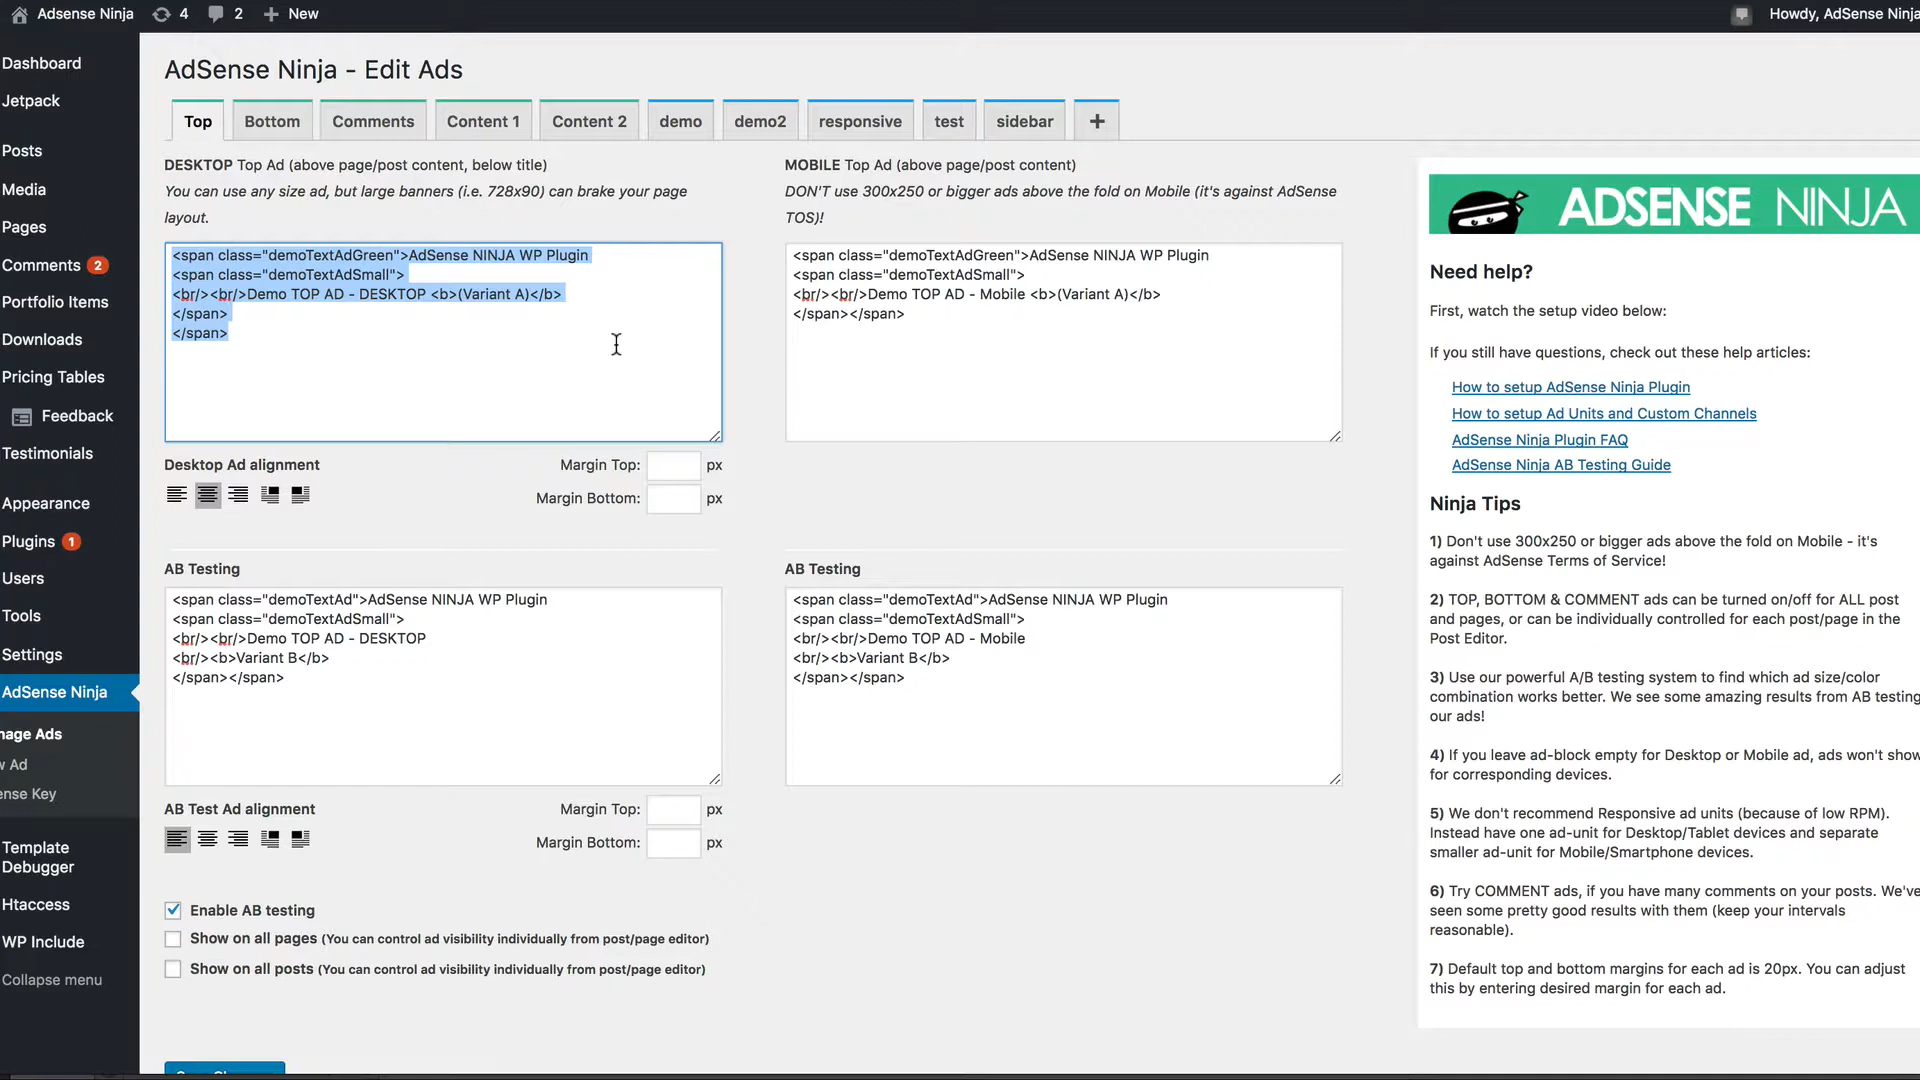 Adsense Ninja 4 2 New
Howdy, AdSense Ninja
Dashboard
Jetpack
Posts
Media
Pages
Comments 2
Portfolio Items
Downloads
Pricing Tables
Feedback
Testimonials
Appearance
Plugins 1
Users
Tools
Settings
AdSense Ninja
nage Ads
w Ad
ense Key
Template
Debugger
Htaccess
WP Include
Collapse menu
AdSense Ninja - Edit Ads
Top Bottom Comments Content 1 Content 2 demo demo2 responsive test sidebar +
DESKTOP Top Ad (above page/post content, below title)
You can use any size ad, but large banners (i.e. 728x90) can brake your page
layout.
<span class="demoTextAdGreen">AdSense NINJA WP Plugin
<span class="demoTextAdSmall">
<br/><br/>Demo TOP AD - DESKTOP <b>(Variant A)</b>
</span>
</span>
Desktop Ad alignment
Margin Top: px
Margin Bottom: px
MOBILE Top Ad (above page/post content)
DON'T use 300x250 or bigger ads above the fold on Mobile (it's against AdSense
TOS)!
<span class="demoTextAdGreen">AdSense NINJA WP Plugin
<span class="demoTextAdSmall">
<br/><br/>Demo TOP AD - Mobile <b>(Variant A)</b>
</span></span>
AB Testing
<span class="demoTextAd">AdSense NINJA WP Plugin
<span class="demoTextAdSmall">
<br/><br/>Demo TOP AD - DESKTOP
<br/><b>Variant B</b>
</span></span>
AB Test Ad alignment
Margin Top: px
Margin Bottom: px
AB Testing
<span class="demoTextAd">AdSense NINJA WP Plugin
<span class="demoTextAdSmall">
<br/><br/>Demo TOP AD - Mobile
<br/><b>Variant B</b>
</span></span>
Enable AB testing
Show on all pages (You can control ad visibility individually from post/page editor)
Show on all posts (You can control ad visibility individually from post/page editor)
ADSENSE NINJA
Need help?
First, watch the setup video below:
If you still have questions, check out these help articles:
How to setup AdSense Ninja Plugin
How to setup Ad Units and Custom Channels
AdSense Ninja Plugin FAQ
AdSense Ninja AB Testing Guide
Ninja Tips
1) Don't use 300x250 or bigger ads above the fold on Mobile - it's
against AdSense Terms of Service!
2) TOP, BOTTOM & COMMENT ads can be turned on/off for ALL post
and pages, or can be individually controlled for each post/page in the
Post Editor.
3) Use our powerful A/B testing system to find which ad size/color
combination works better. We see some amazing results from AB testing
our ads!
4) If you leave ad-block empty for Desktop or Mobile ad, ads won't show
for corresponding devices.
5) We don't recommend Responsive ad units (because of low RPM).
Instead have one ad-unit for Desktop/Tablet devices and separate
smaller ad-unit for Mobile/Smartphone devices.
6) Try COMMENT ads, if you have many comments on your posts. We've
seen some pretty good results with them (keep your intervals
reasonable).
7) Default top and bottom margins for each ad is 20px. You can adjust
this by entering desired margin for each ad.